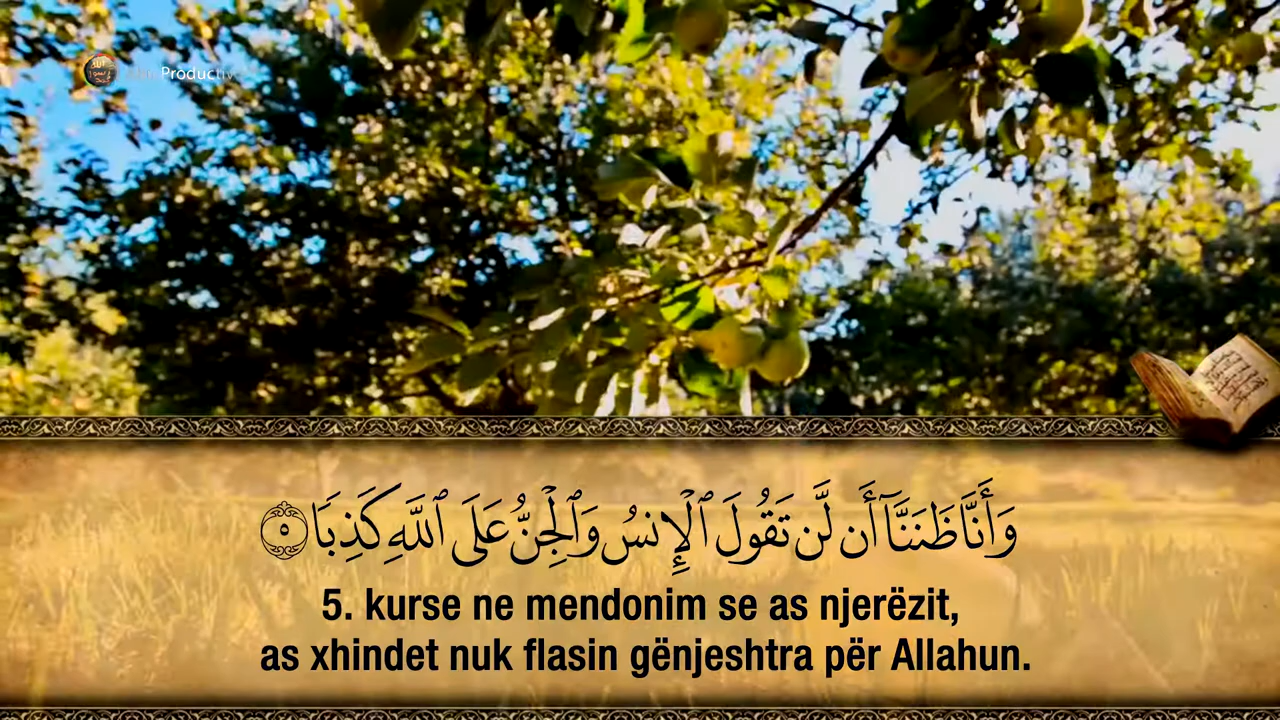 Productive
وَأَنَّا ظَنَنَّآ أَن لَّن تَقُولَ ٱلْإِنسُ وَٱلْجِنُّ عَلَى ٱللَّهِ كَذِبًا ٥
5. kurse ne mendonim se as njerëzit,
as xhindet nuk flasin gënjeshtra për Allahun.